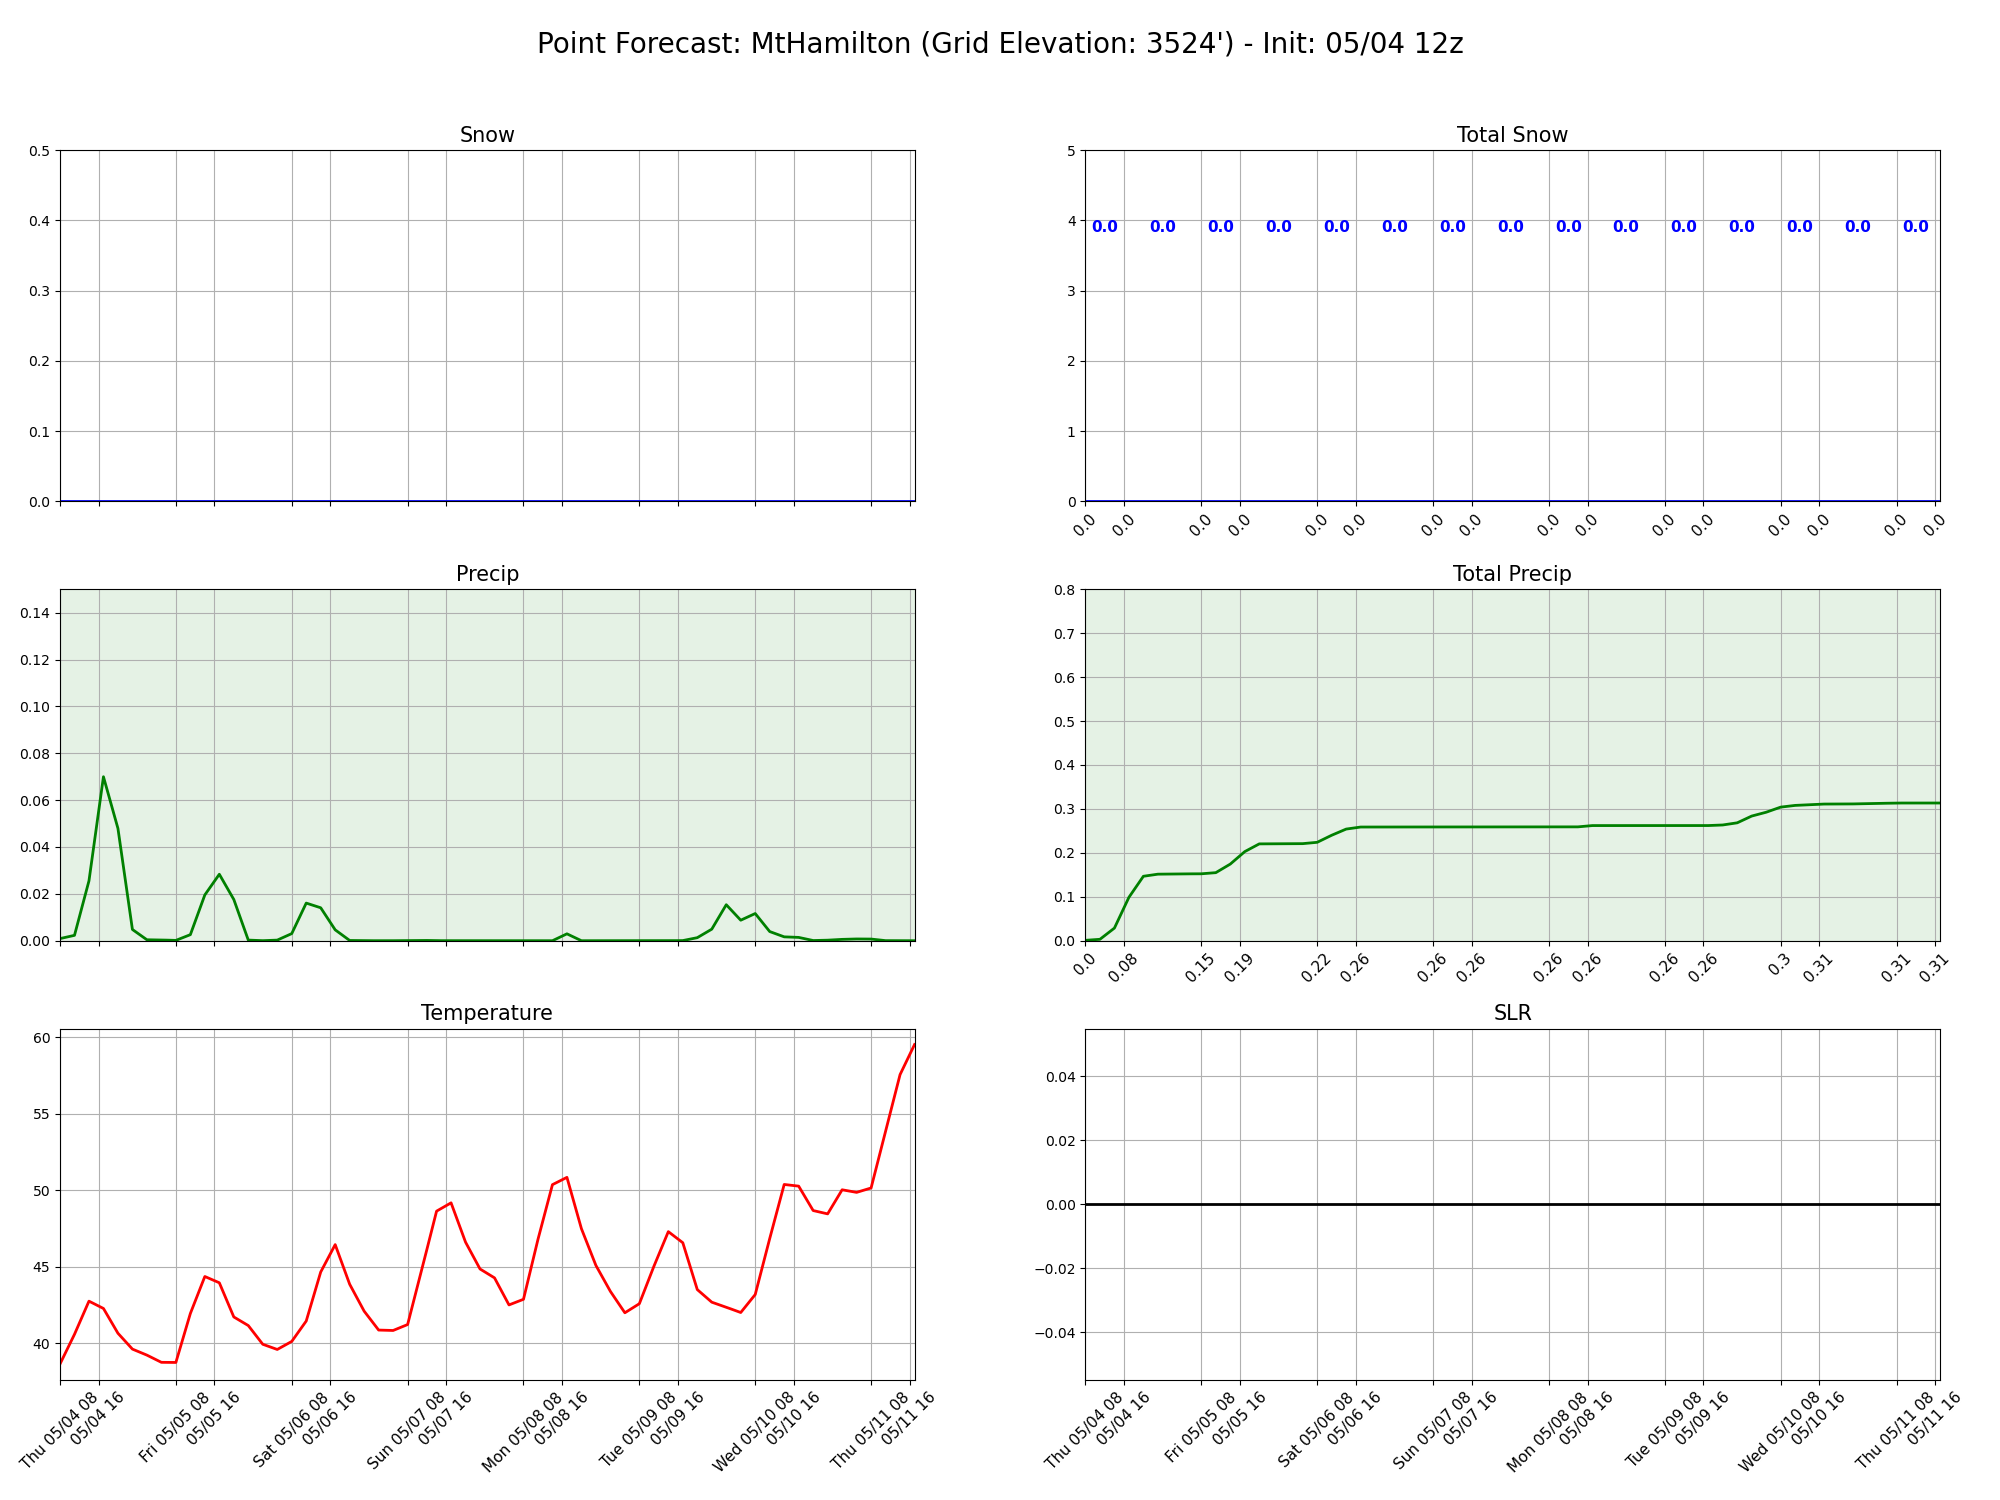 Point Forecast: MtHamilton (Grid Elevation: 3524') - Init: 05/04 12z
Snow
0.5
0.4
0.3
0.2
0.1
0.0
Total Snow
5
4
3
2
1
0
0.0 0.0 0.0 0.0 0.0 0.0 0.0 0.0 0.0 0.0 0.0 0.0 0.0 0.0 0.0
0.0 0.0 0.0 0.0 0.0 0.0 0.0 0.0 0.0 0.0 0.0 0.0 0.0 0.0 0.0 0.0
Precip
0.14
0.12
0.10
0.08
0.06
0.04
0.02
0.00
Total Precip
0.8
0.7
0.6
0.5
0.4
0.3
0.2
0.1
0.0
0.0 0.08 0.15 0.19 0.22 0.26 0.26 0.26 0.26 0.26 0.26 0.26 0.3 0.31 0.31 0.31
Temperature
60
55
50
45
40
Thu 05/04 08
05/04 16
Fri 05/05 08
05/05 16
Sat 05/06 08
05/06 16
Sun 05/07 08
05/07 16
Mon 05/08 08
05/08 16
Tue 05/09 08
05/09 16
Wed 05/10 08
05/10 16
Thu 05/11 08
05/11 16
SLR
0.04
0.02
0.00
−0.02
−0.04
Thu 05/04 08
05/04 16
Fri 05/05 08
05/05 16
Sat 05/06 08
05/06 16
Sun 05/07 08
05/07 16
Mon 05/08 08
05/08 16
Tue 05/09 08
05/09 16
Wed 05/10 08
05/10 16
Thu 05/11 08
05/11 16